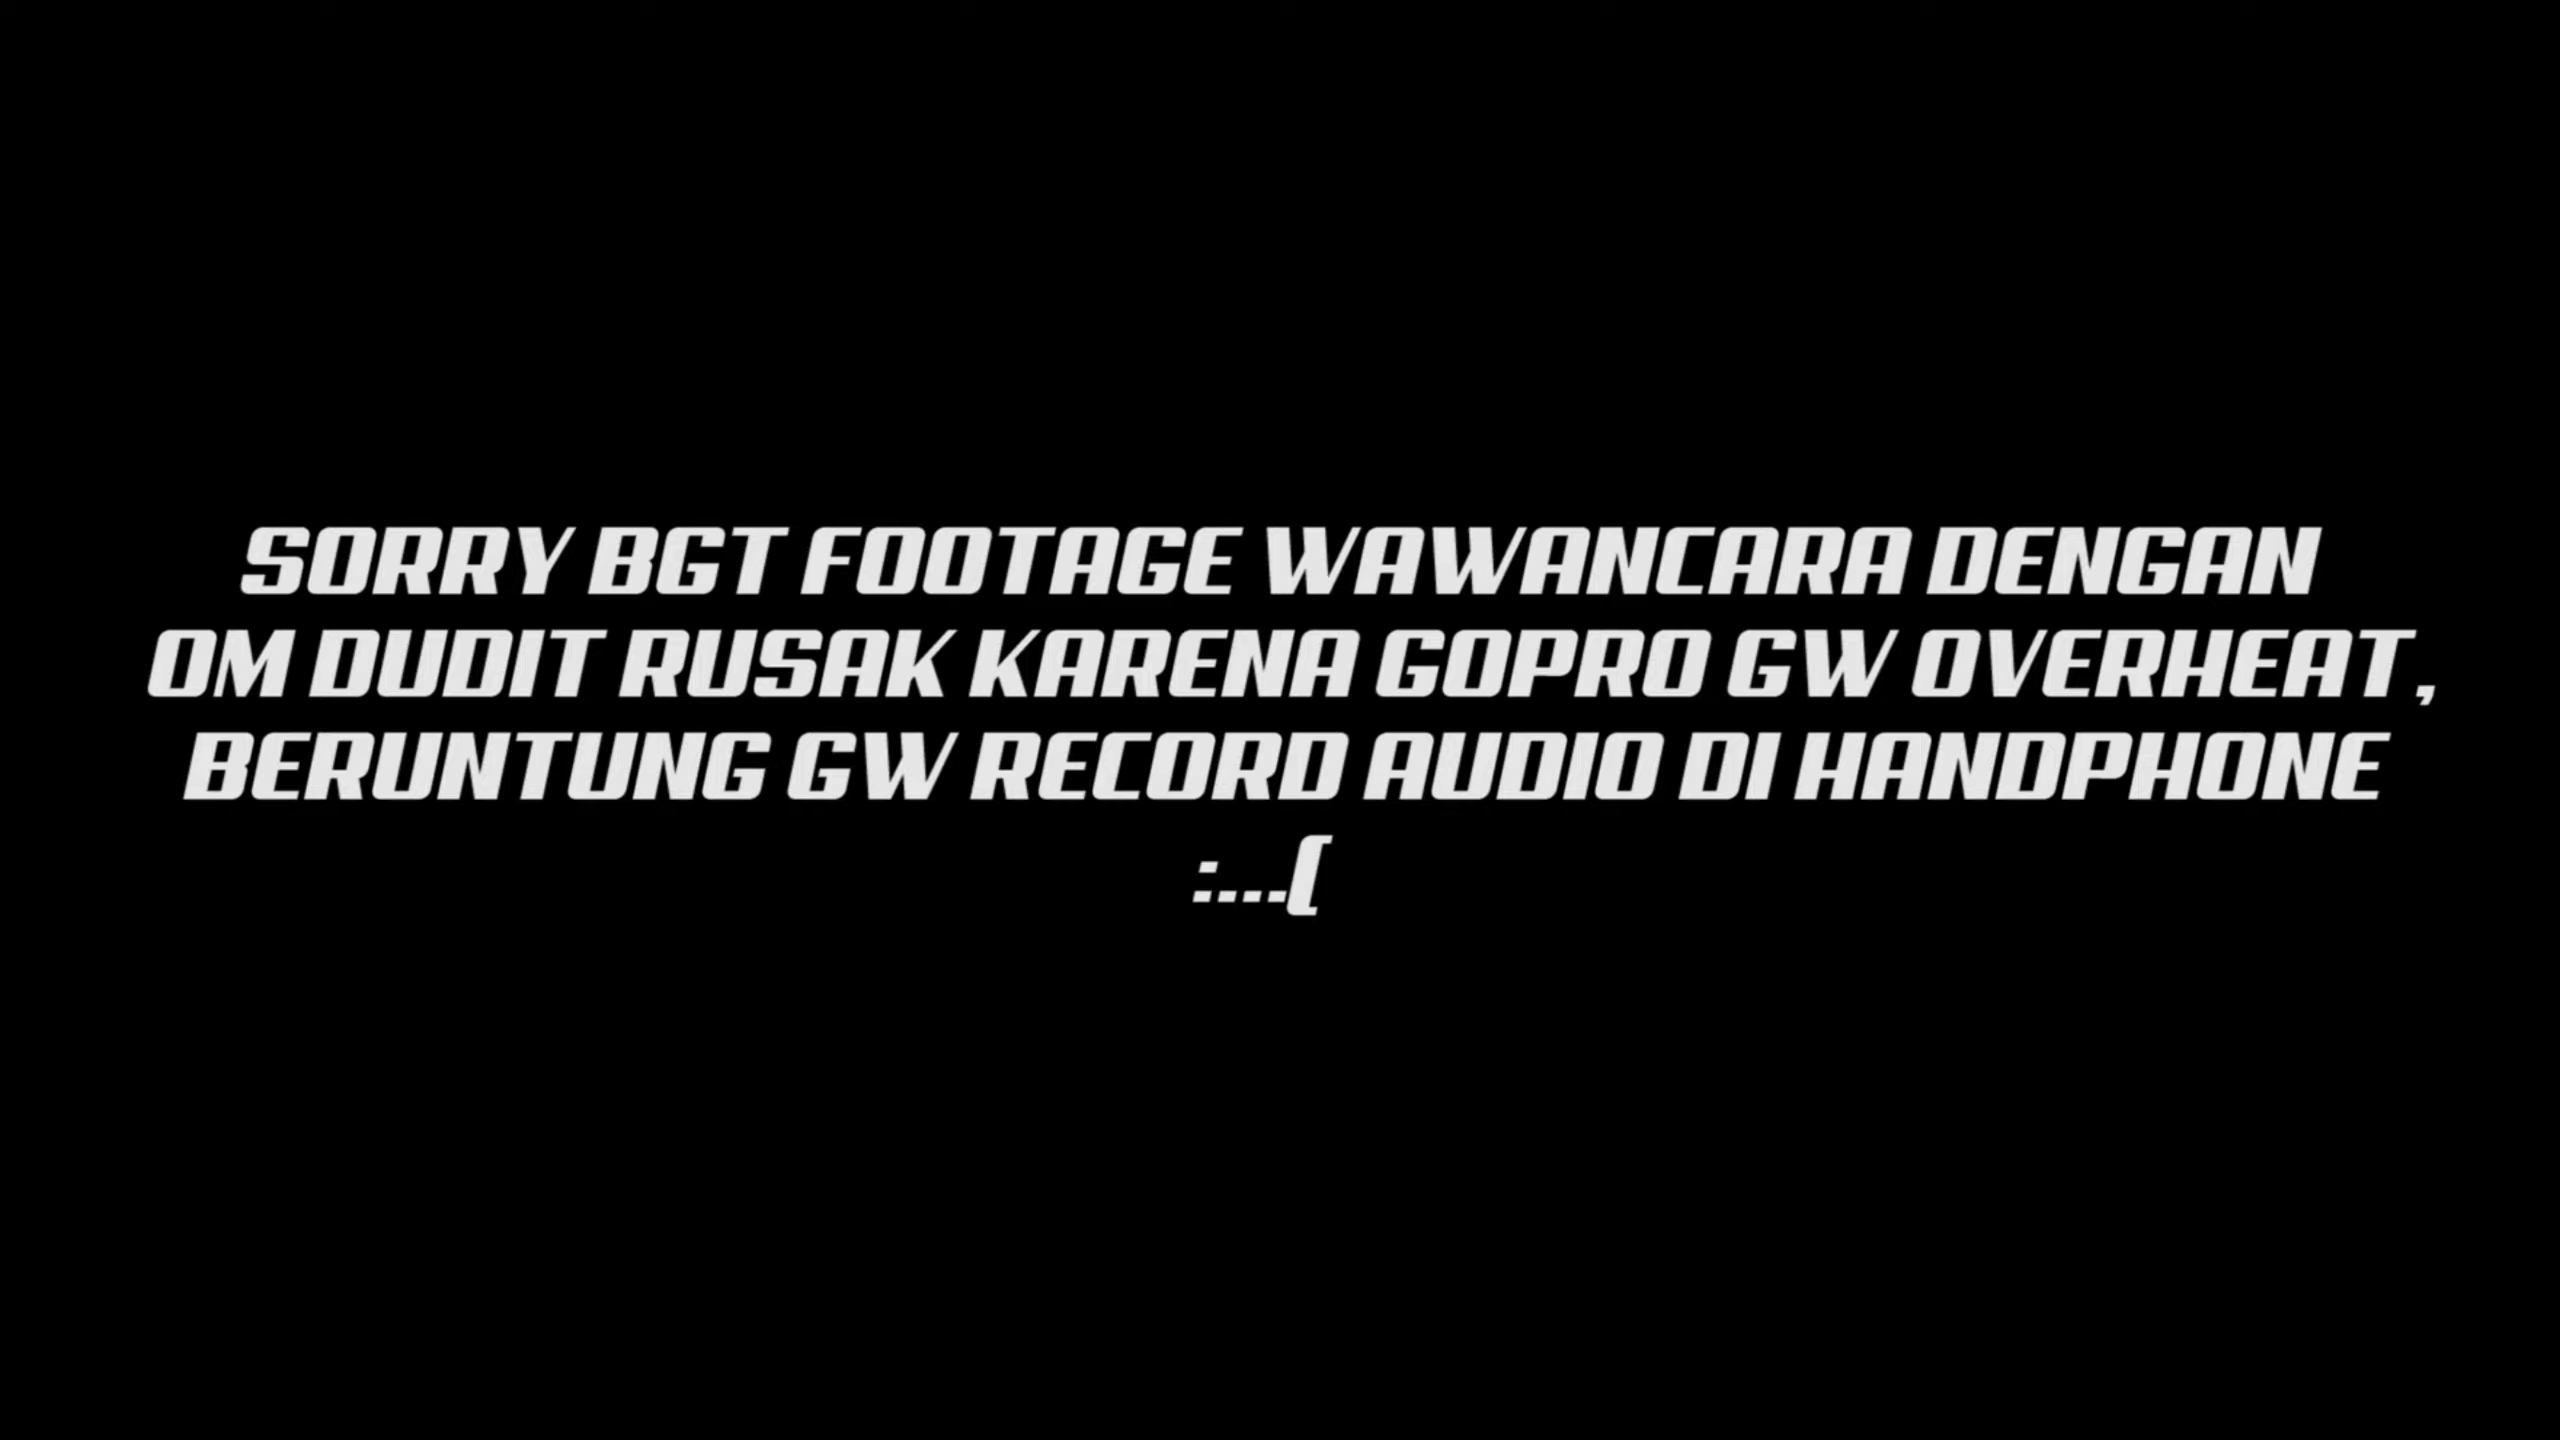 SORRY BGT FOOTAGE WAWANCARA DENGAN
OM DUDIT RUSAK KARENA GOPRO GW OVERHEAT,
BERUNTUNG GW RECORD AUDIO DI HANDPHONE
:...(